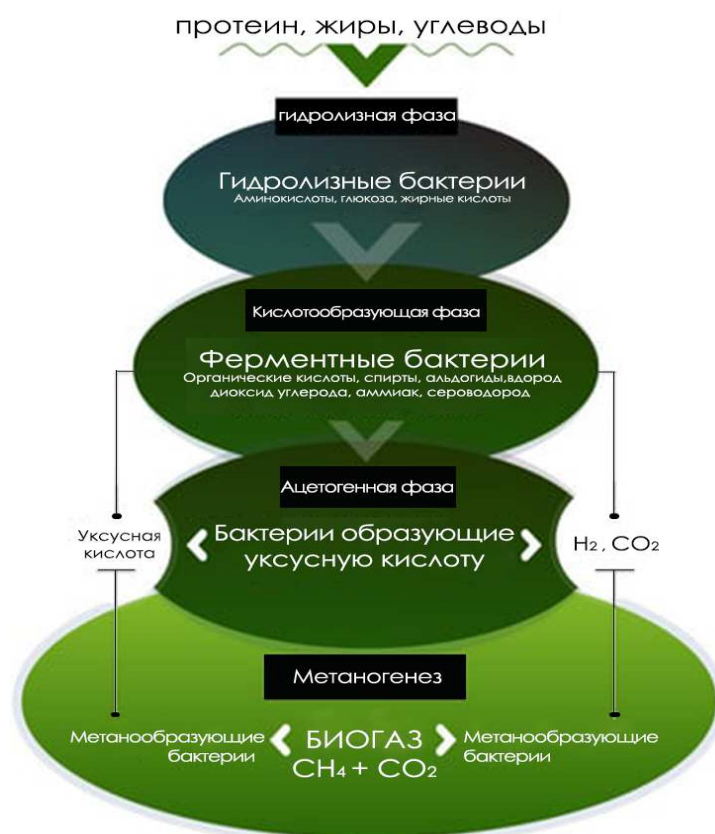 протеин, жиры, углеводы
гидролизная фаза
Гидролизные бактерии
Аминокислоты, глюкоза, жирные кислоты
Кислотообразующая фаза
Ферментные бактерии
Органические кислоты, спирты, альдогиды,вдород
диоксид углерода, аммиак, сероводород
Ацетогенная фаза
Уксусная
кислота
Бактерии образующие
уксусную кислоту
H₂ , CO₂
Метаногенез
Метанообразующие
бактерии
БИОГАЗ
CH₄ + CO₂
Метанообразующие
бактерии